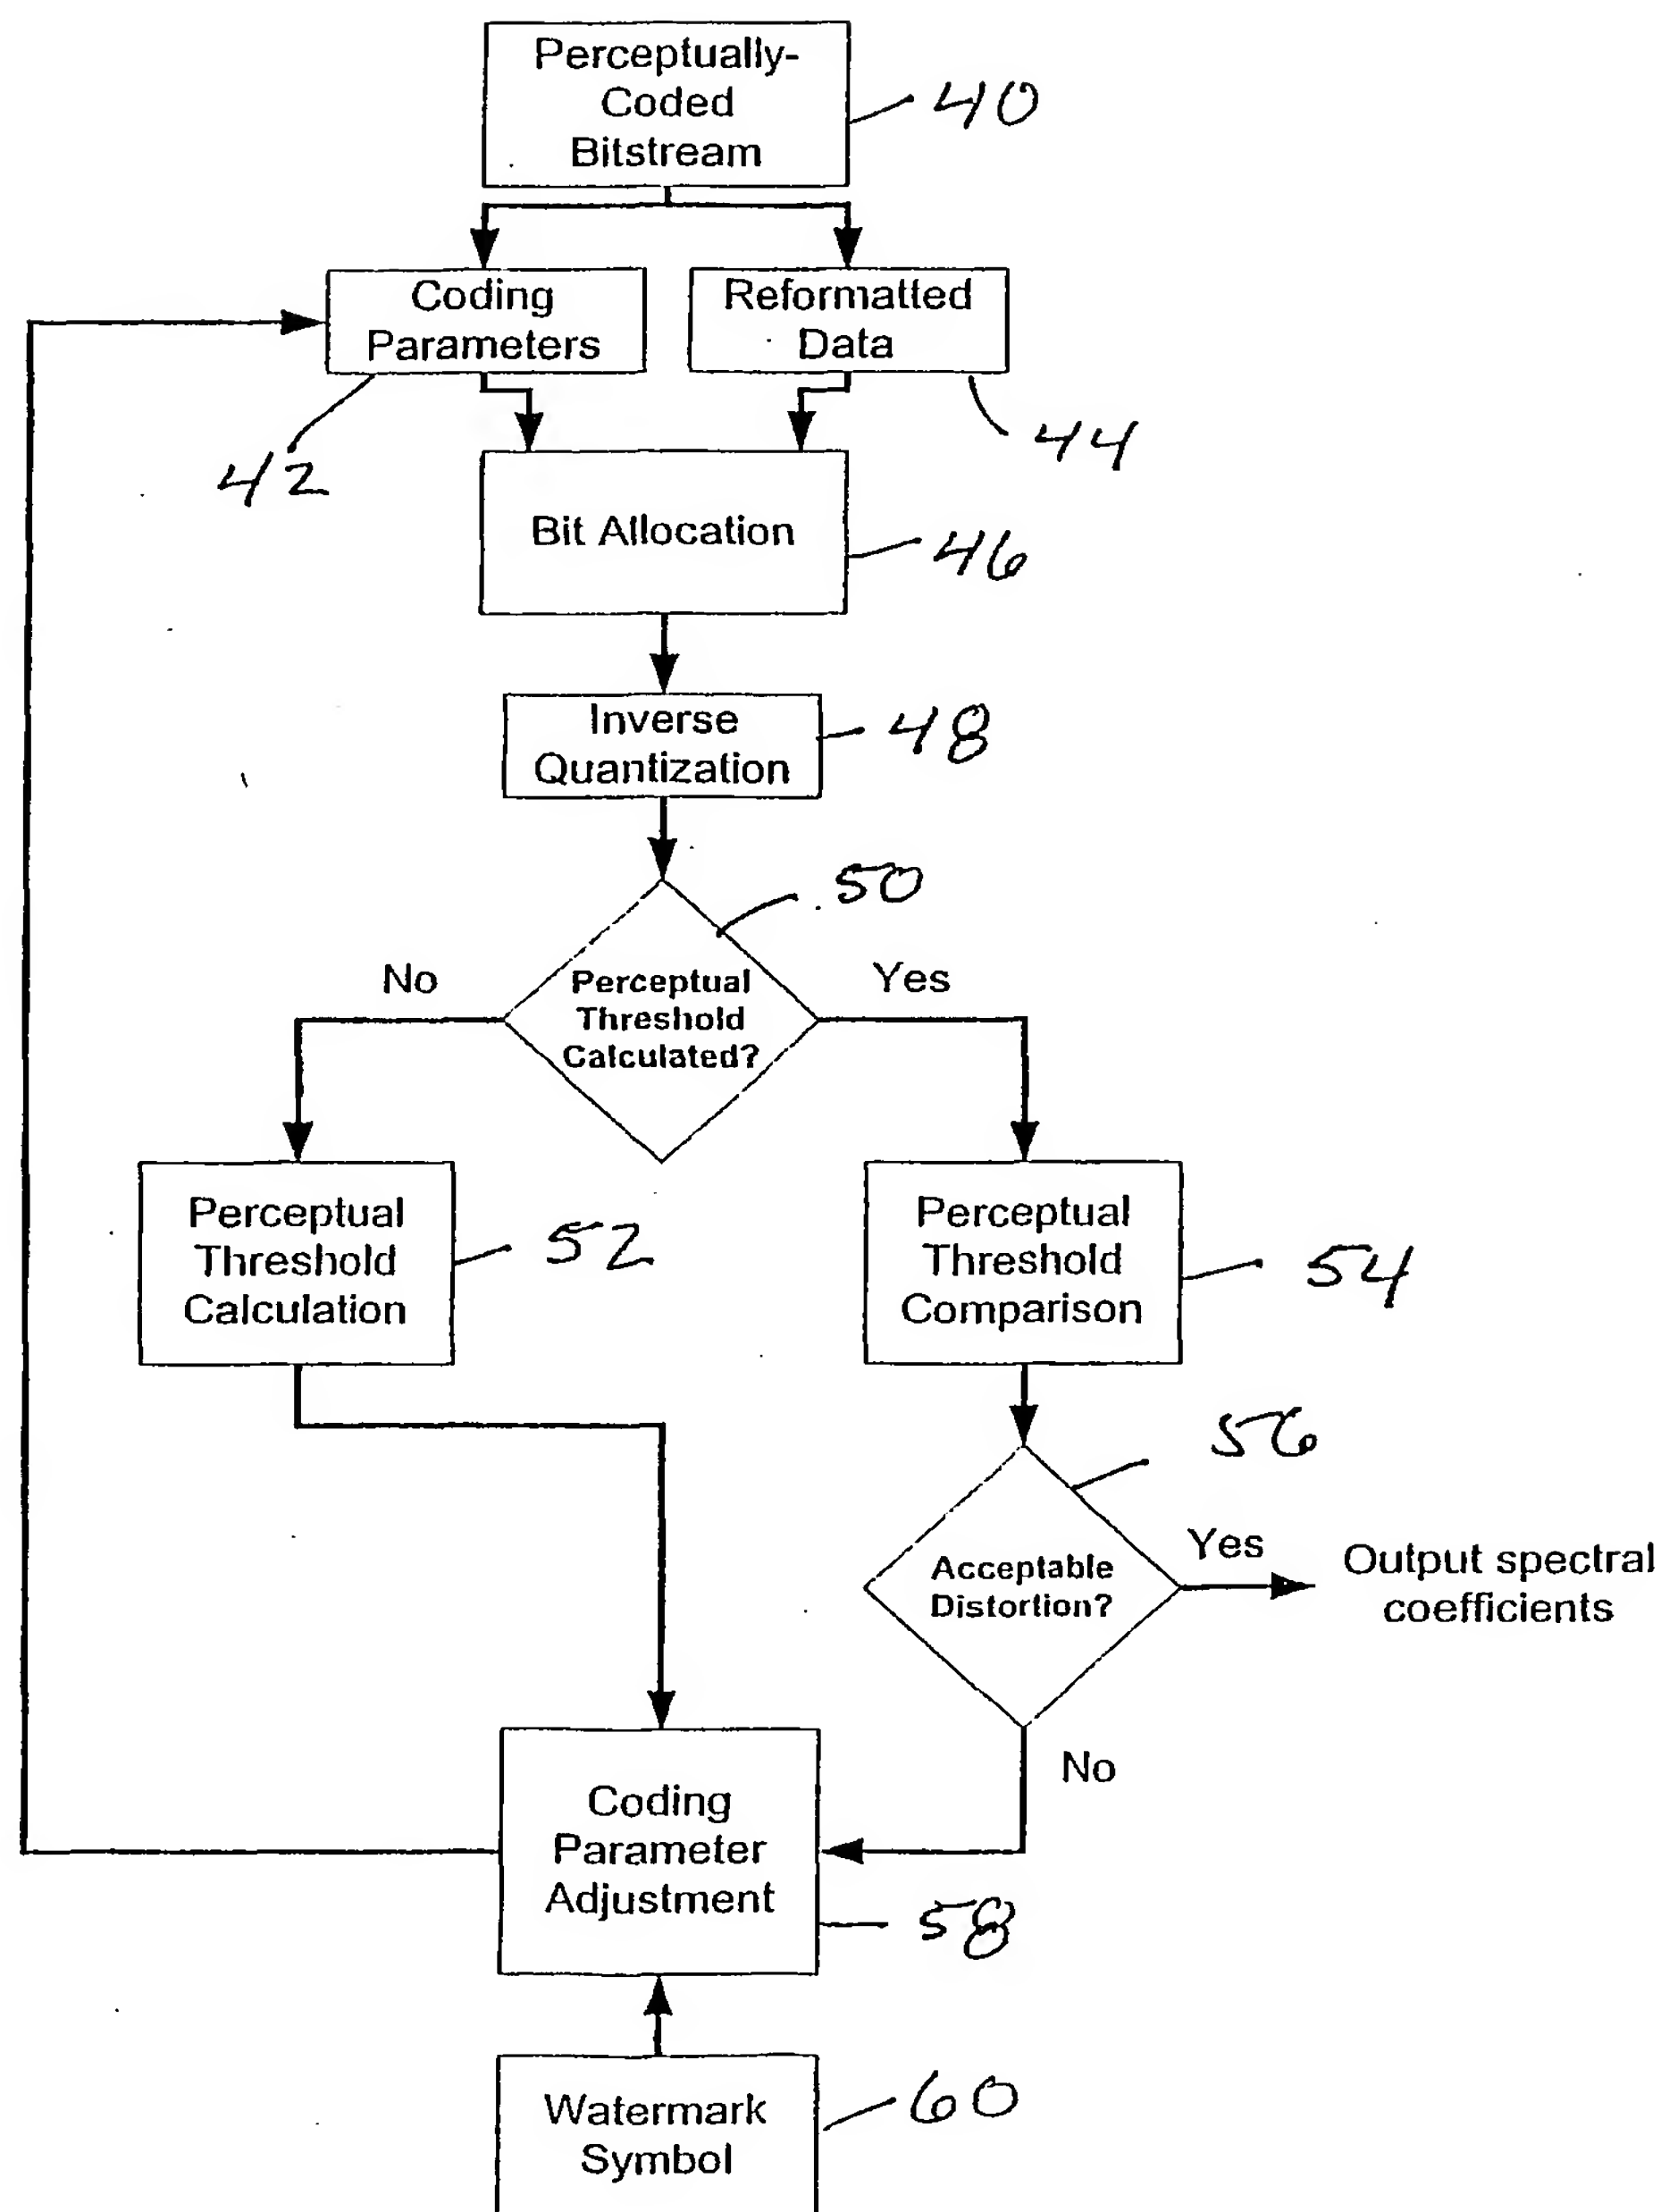 Perceptually-
Coded
Bitstream
40
Coding
Parameters
Reformatted
Data
42
44
Bit Allocation
46
Inverse
Quantization
48
50
No
Perceptual
Threshold
Calculated?
Yes
Perceptual
Threshold
Calculation
52
Perceptual
Threshold
Comparison
54
56
Acceptable
Distortion?
Yes
Output spectral
coefficients
No
Coding
Parameter
Adjustment
58
Watermark
Symbol
60